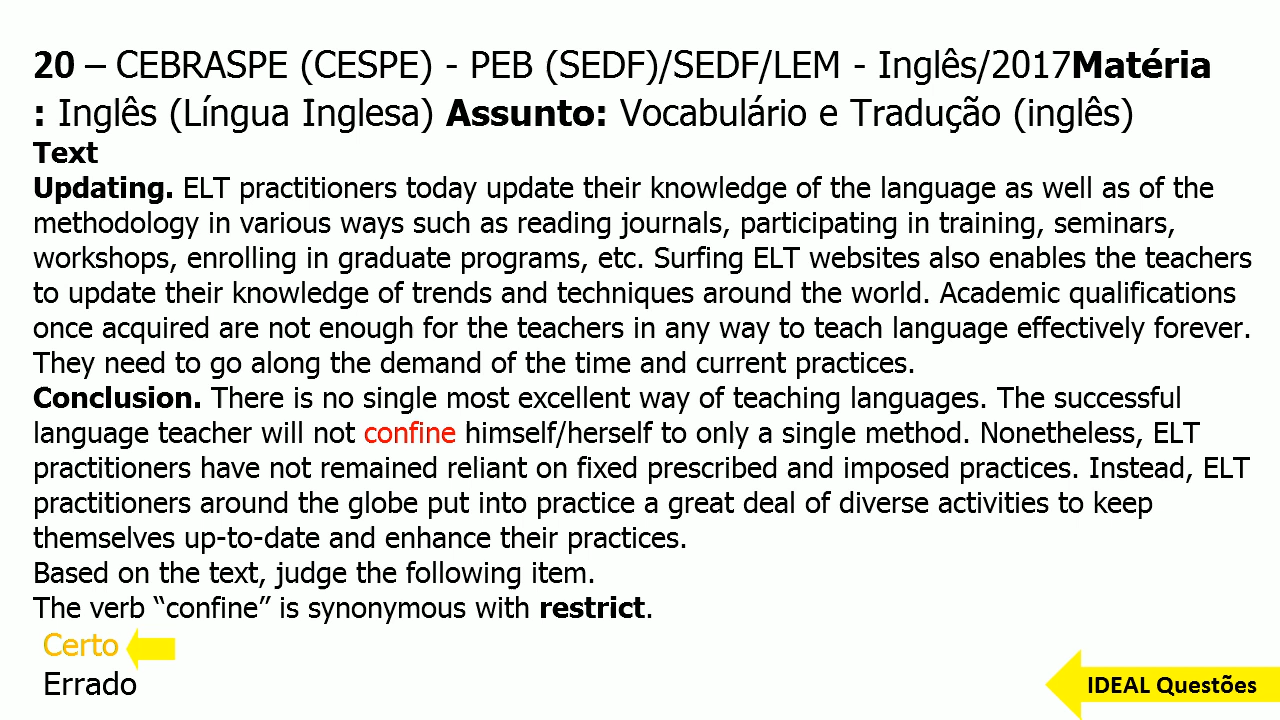 20 – CEBRASPE (CESPE) - PEB (SEDF)/SEDF/LEM - Inglês/2017Matéria
: Inglês (Língua Inglesa) Assunto: Vocabulário e Tradução (inglês)
Text
Updating. ELT practitioners today update their knowledge of the language as well as of the
methodology in various ways such as reading journals, participating in training, seminars,
workshops, enrolling in graduate programs, etc. Surfing ELT websites also enables the teachers
to update their knowledge of trends and techniques around the world. Academic qualifications
once acquired are not enough for the teachers in any way to teach language effectively forever.
They need to go along the demand of the time and current practices.
Conclusion. There is no single most excellent way of teaching languages. The successful
language teacher will not confine himself/herself to only a single method. Nonetheless, ELT
practitioners have not remained reliant on fixed prescribed and imposed practices. Instead, ELT
practitioners around the globe put into practice a great deal of diverse activities to keep
themselves up-to-date and enhance their practices.
Based on the text, judge the following item.
The verb “confine” is synonymous with restrict.
Certo
Errado
IDEAL Questões